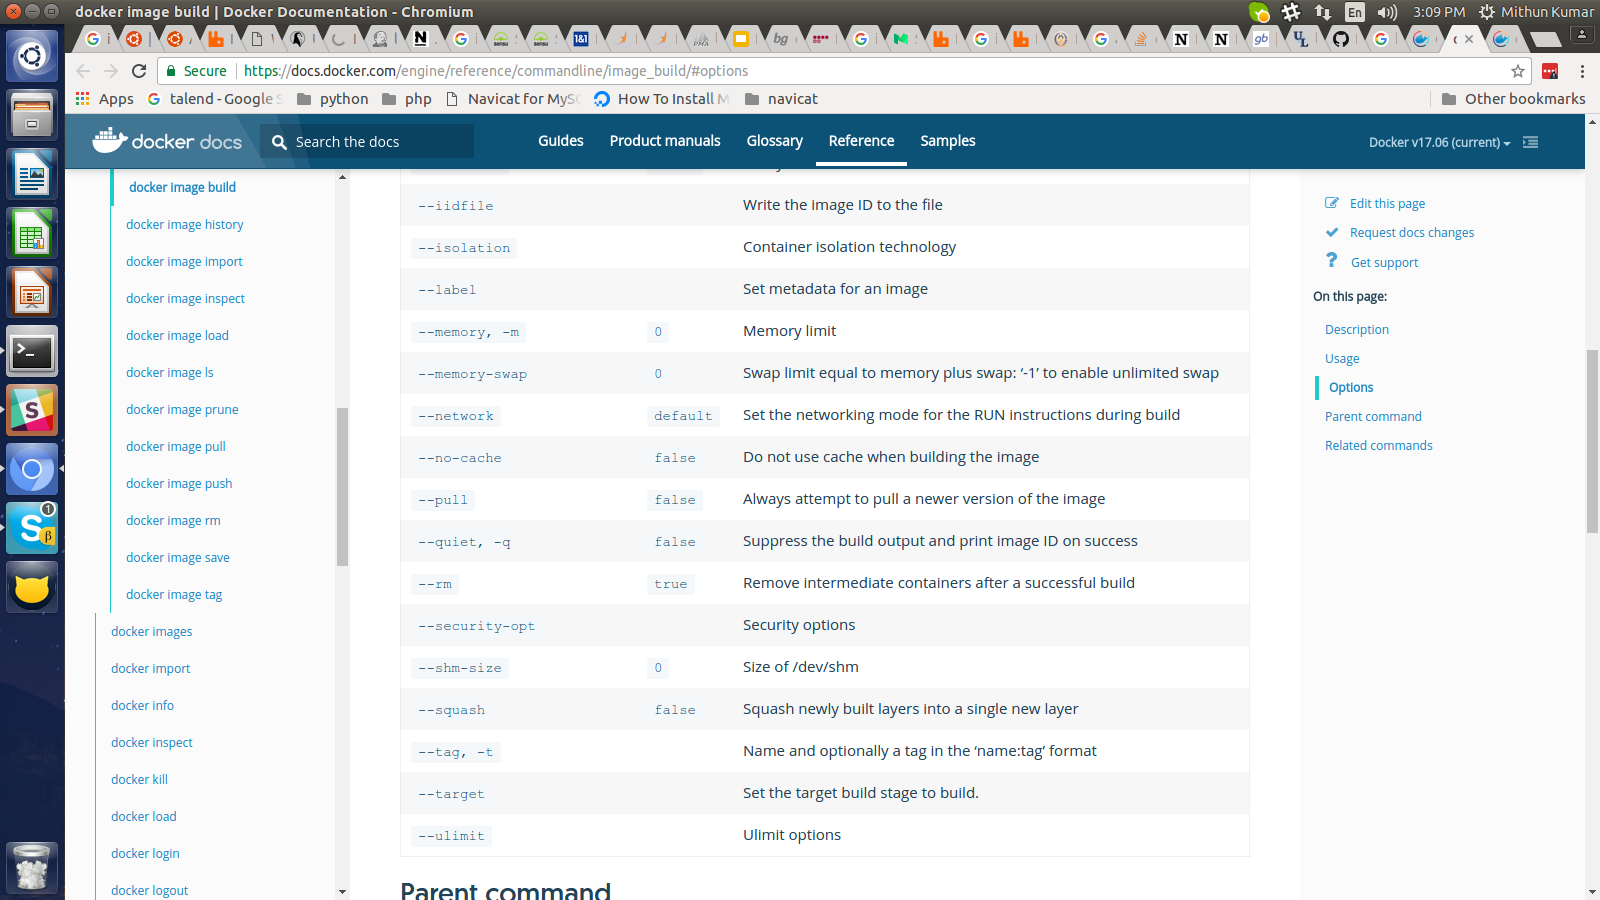 docker image build | Docker Documentation - Chromium
En
3:09 PM
Mithun Kumar
Secure
https://docs.docker.com/engine/reference/commandline/image_build/#options
Apps
talend - Google S
python
php
Navicat for MySQ
How To Install M
navicat
Other bookmarks
docker docs
Search the docs
Guides
Product manuals
Glossary
Reference
Samples
Docker v17.06 (current)
docker image build
docker image history
docker image import
docker image inspect
docker image load
docker image ls
docker image prune
docker image pull
docker image push
docker image rm
docker image save
docker image tag
docker images
docker import
docker info
docker inspect
docker kill
docker load
docker login
docker logout
--iidfile Write the image ID to the file
--isolation Container isolation technology
--label Set metadata for an image
--memory, -m 0 Memory limit
--memory-swap 0 Swap limit equal to memory plus swap: ‘-1’ to enable unlimited swap
--network default Set the networking mode for the RUN instructions during build
--no-cache false Do not use cache when building the image
--pull false Always attempt to pull a newer version of the image
--quiet, -q false Suppress the build output and print image ID on success
--rm true Remove intermediate containers after a successful build
--security-opt Security options
--shm-size 0 Size of /dev/shm
--squash false Squash newly built layers into a single new layer
--tag, -t Name and optionally a tag in the ‘name:tag’ format
--target Set the target build stage to build.
--ulimit Ulimit options
Parent command
Edit this page
Request docs changes
Get support
On this page:
Description
Usage
Options
Parent command
Related commands